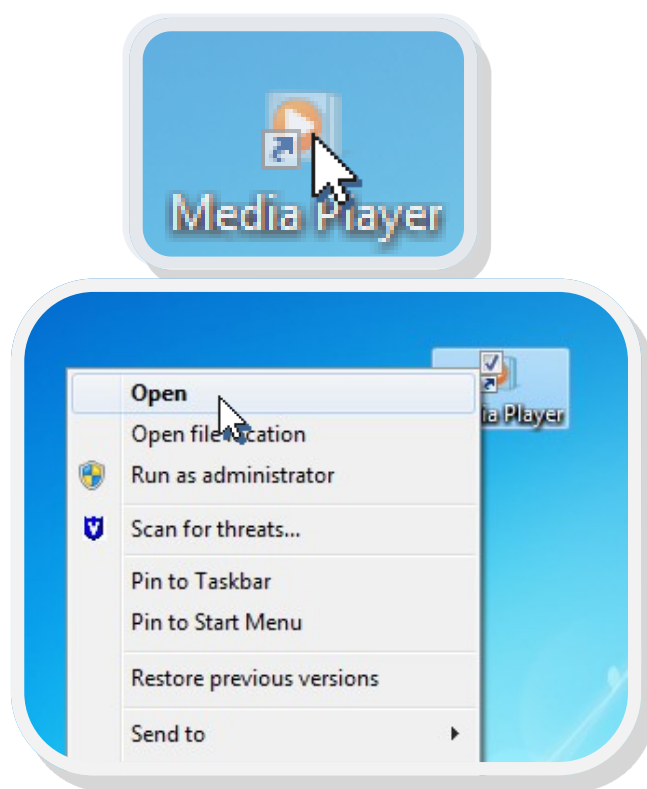 Media Player
Open
ia Player
Open file location
Run as administrator
Scan for threats...
Pin to Taskbar
Pin to Start Menu
Restore previous versions
Send to